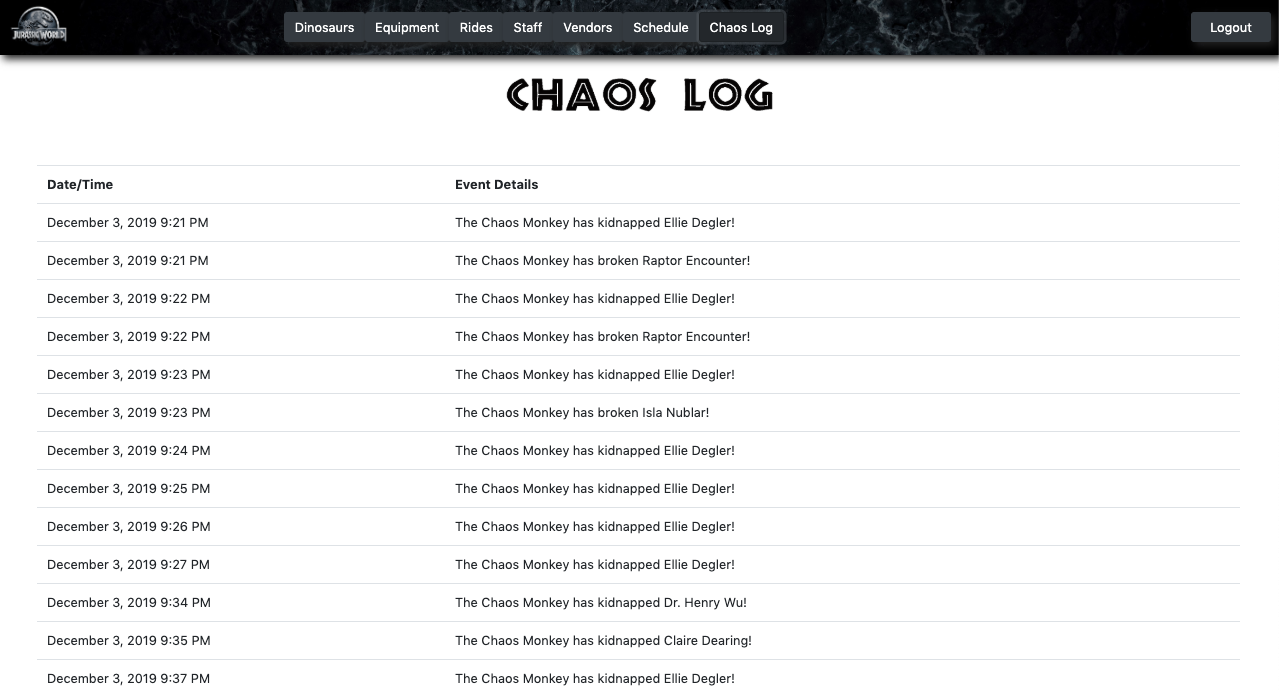 JURASSIC WORLD
Dinosaurs Equipment Rides Staff Vendors Schedule Chaos Log Logout
CHAOS LOG
Date/Time Event Details
December 3, 2019 9:21 PM The Chaos Monkey has kidnapped Ellie Degler!
December 3, 2019 9:21 PM The Chaos Monkey has broken Raptor Encounter!
December 3, 2019 9:22 PM The Chaos Monkey has kidnapped Ellie Degler!
December 3, 2019 9:22 PM The Chaos Monkey has broken Raptor Encounter!
December 3, 2019 9:23 PM The Chaos Monkey has kidnapped Ellie Degler!
December 3, 2019 9:23 PM The Chaos Monkey has broken Isla Nublar!
December 3, 2019 9:24 PM The Chaos Monkey has kidnapped Ellie Degler!
December 3, 2019 9:25 PM The Chaos Monkey has kidnapped Ellie Degler!
December 3, 2019 9:26 PM The Chaos Monkey has kidnapped Ellie Degler!
December 3, 2019 9:27 PM The Chaos Monkey has kidnapped Ellie Degler!
December 3, 2019 9:34 PM The Chaos Monkey has kidnapped Dr. Henry Wu!
December 3, 2019 9:35 PM The Chaos Monkey has kidnapped Claire Dearing!
December 3, 2019 9:37 PM The Chaos Monkey has kidnapped Ellie Degler!